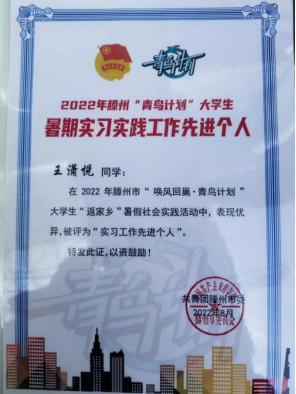 青鸟计划
2022年滕州“青鸟计划”大学生
暑期实习实践工作先进个人
王潇悦 同学：
在 2022 年滕州市“ 唤凤回巢·青鸟计划 ”
大学生“返家乡”暑假社会实践活动中，表现优
异，被评为“实习工作先进个人”。
特发此证，以资鼓励！
共青团滕州市委
2022年8月